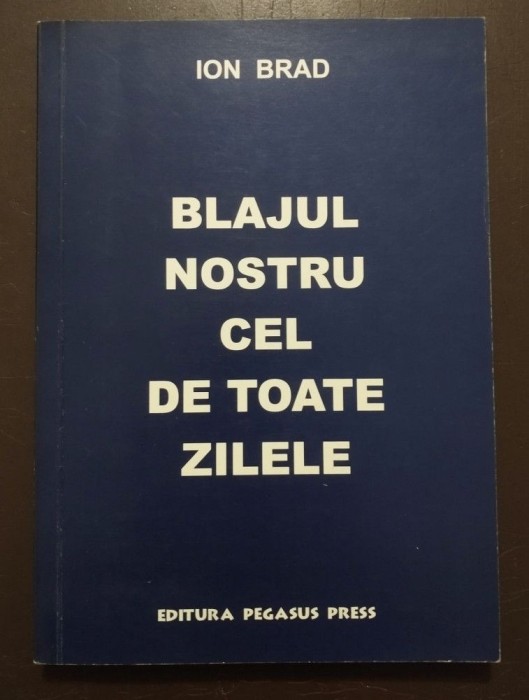 ION BRAD
BLAJUL
NOSTRU
CEL
DE TOATE
ZILELE
EDITURA PEGASUS PRESS